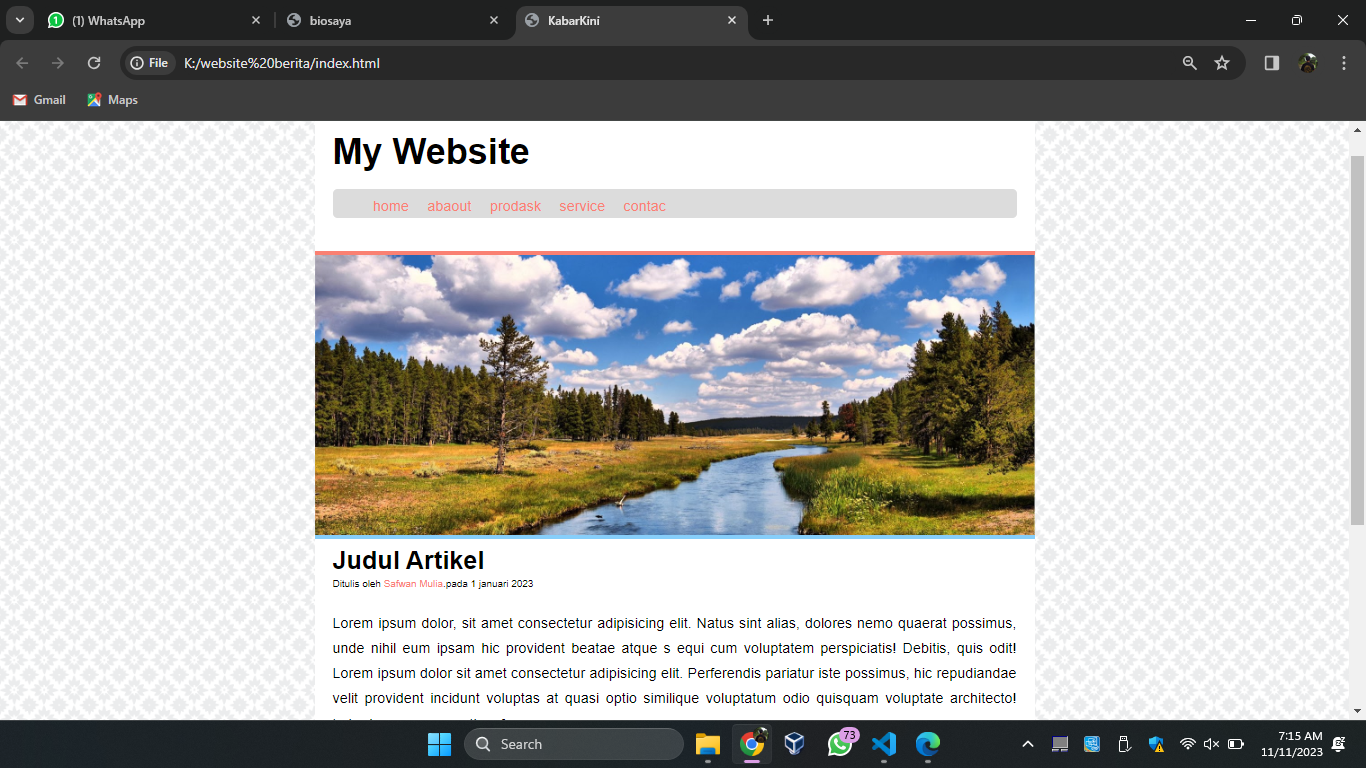 (1) WhatsApp
biosaya
KabarKini
File
K:/website%20berita/index.html
Gmail
Maps
My Website
home abaout prodask service contac
Judul Artikel
Ditulis oleh Safwan Mulia.pada 1 januari 2023
Lorem ipsum dolor, sit amet consectetur adipisicing elit. Natus sint alias, dolores nemo quaerat possimus,
unde nihil eum ipsam hic provident beatae atque s equi cum voluptatem perspiciatis! Debitis, quis odit!
Lorem ipsum dolor sit amet consectetur adipisicing elit. Perferendis pariatur iste possimus, hic repudiandae
velit provident incidunt voluptas at quasi optio similique voluptatum odio quisquam voluptate architecto!
Search
73
7:15 AM
11/11/2023